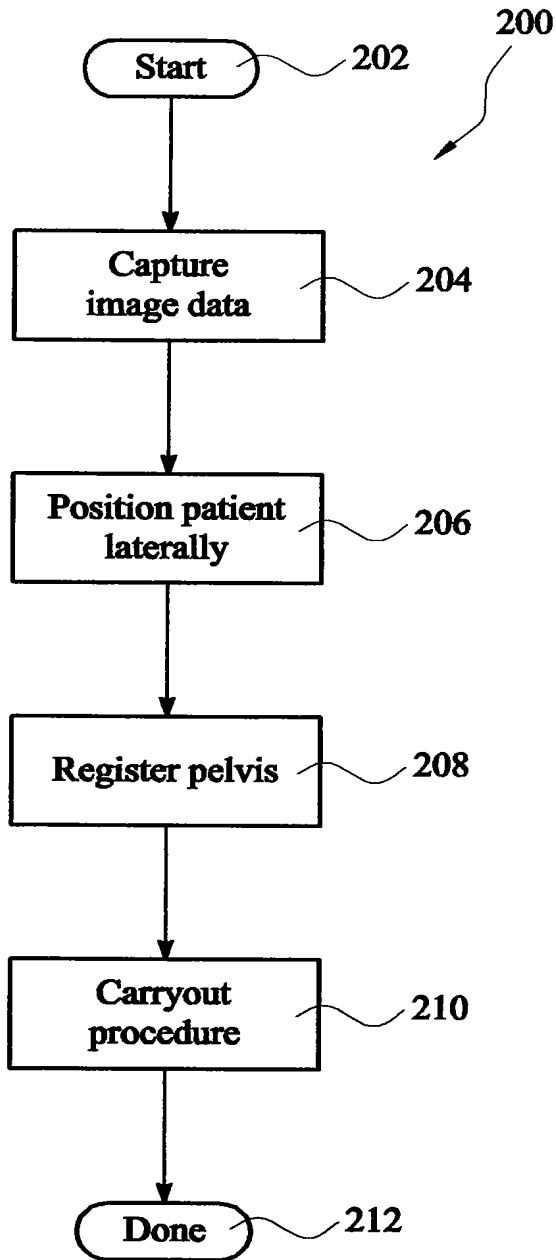 200
Start
202
Capture
image data
204
Position patient
laterally
206
Register pelvis
208
Carryout
procedure
210
Done
212